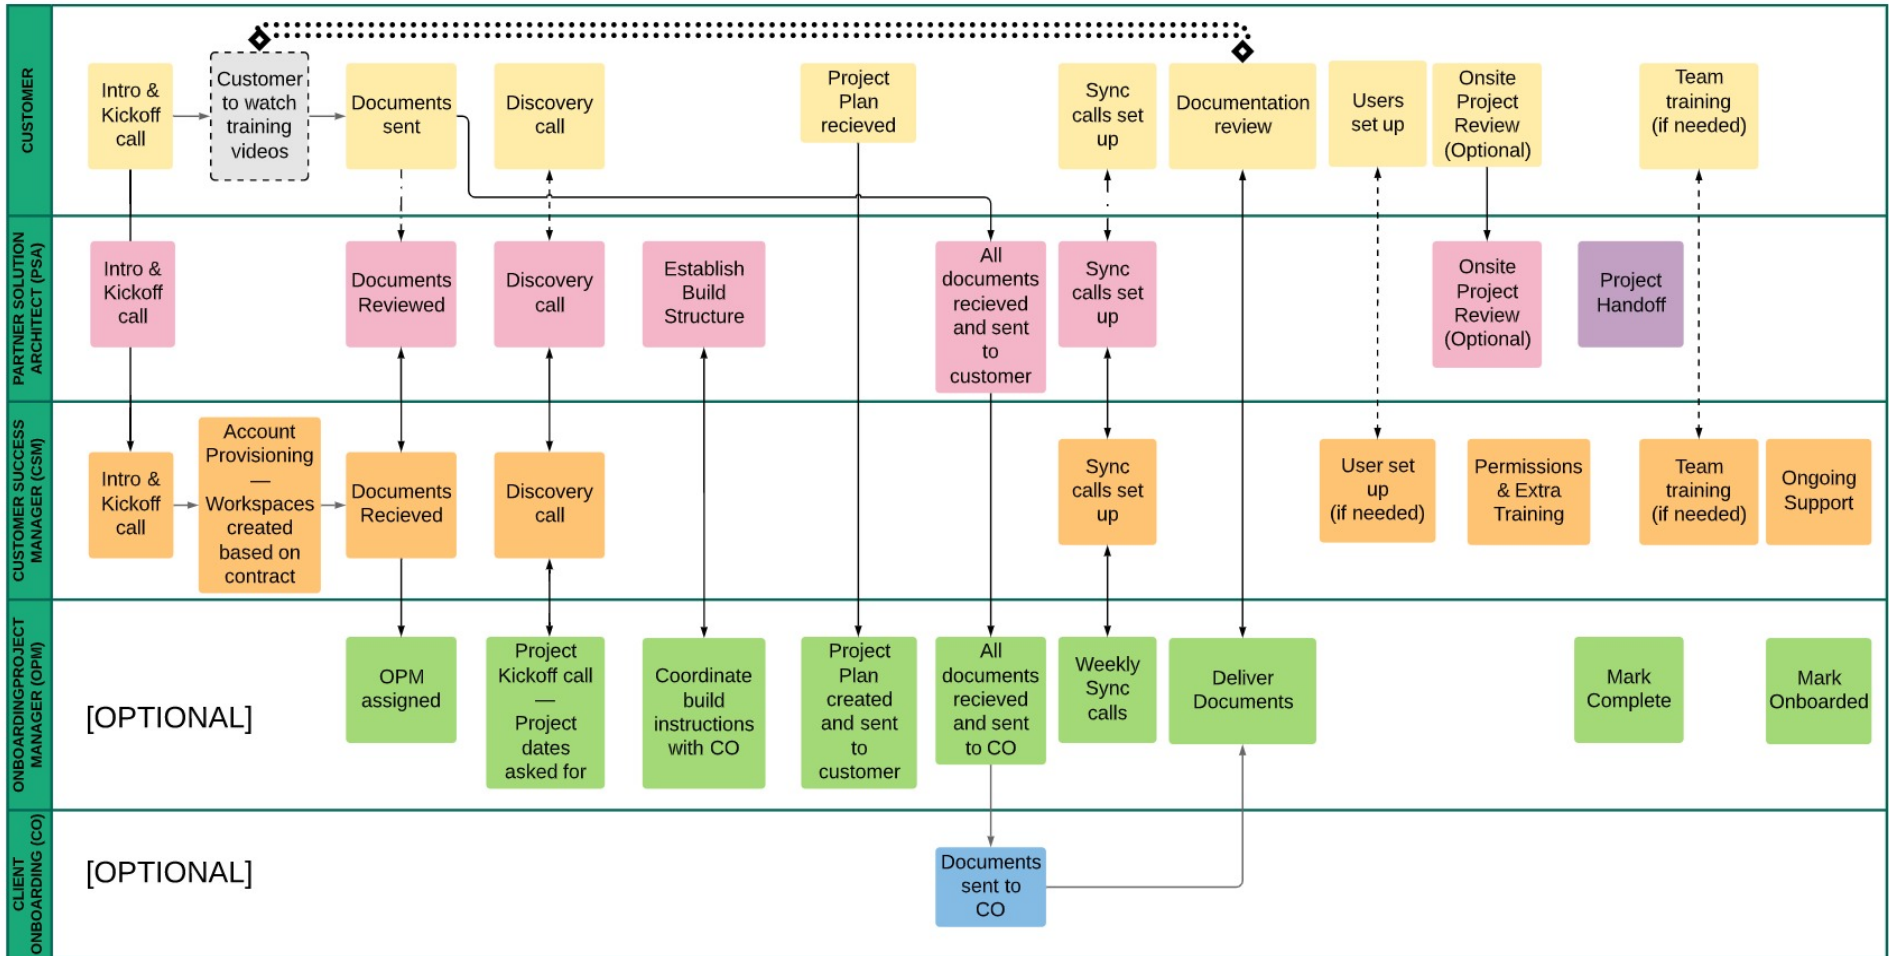 CUSTOMER
Intro &
Kickoff
call
Customer
to watch
training
videos
Documents
sent
Discovery
call
Project
Plan
recieved
Sync
calls set
up
Documentation
review
Users
set up
Onsite
Project
Review
(Optional)
Team
training
(if needed)
PARTNER SOLUTION
ARCHITECT (PSA)
Intro &
Kickoff
call
Documents
Reviewed
Discovery
call
Establish
Build
Structure
All
documents
recieved
and sent
to
customer
Sync
calls set
up
Onsite
Project
Review
(Optional)
Project
Handoff
CUSTOMER SUCCESS
MANAGER (CSM)
Intro &
Kickoff
call
Account
Provisioning
—
Workspaces
created
based on
contract
Documents
Recieved
Discovery
call
Sync
calls set
up
User set
up
(if needed)
Permissions
& Extra
Training
Team
training
(if needed)
Ongoing
Support
ONBOARDINGPROJECT
MANAGER (OPM)
[OPTIONAL]
OPM
assigned
Project
Kickoff call
—
Project
dates
asked for
Coordinate
build
instructions
with CO
Project
Plan
created
and sent
to
customer
All
documents
recieved
and sent
to CO
Weekly
Sync
calls
Deliver
Documents
Mark
Complete
Mark
Onboarded
CLIENT
ONBOARDING (CO)
[OPTIONAL]
Documents
sent to
CO